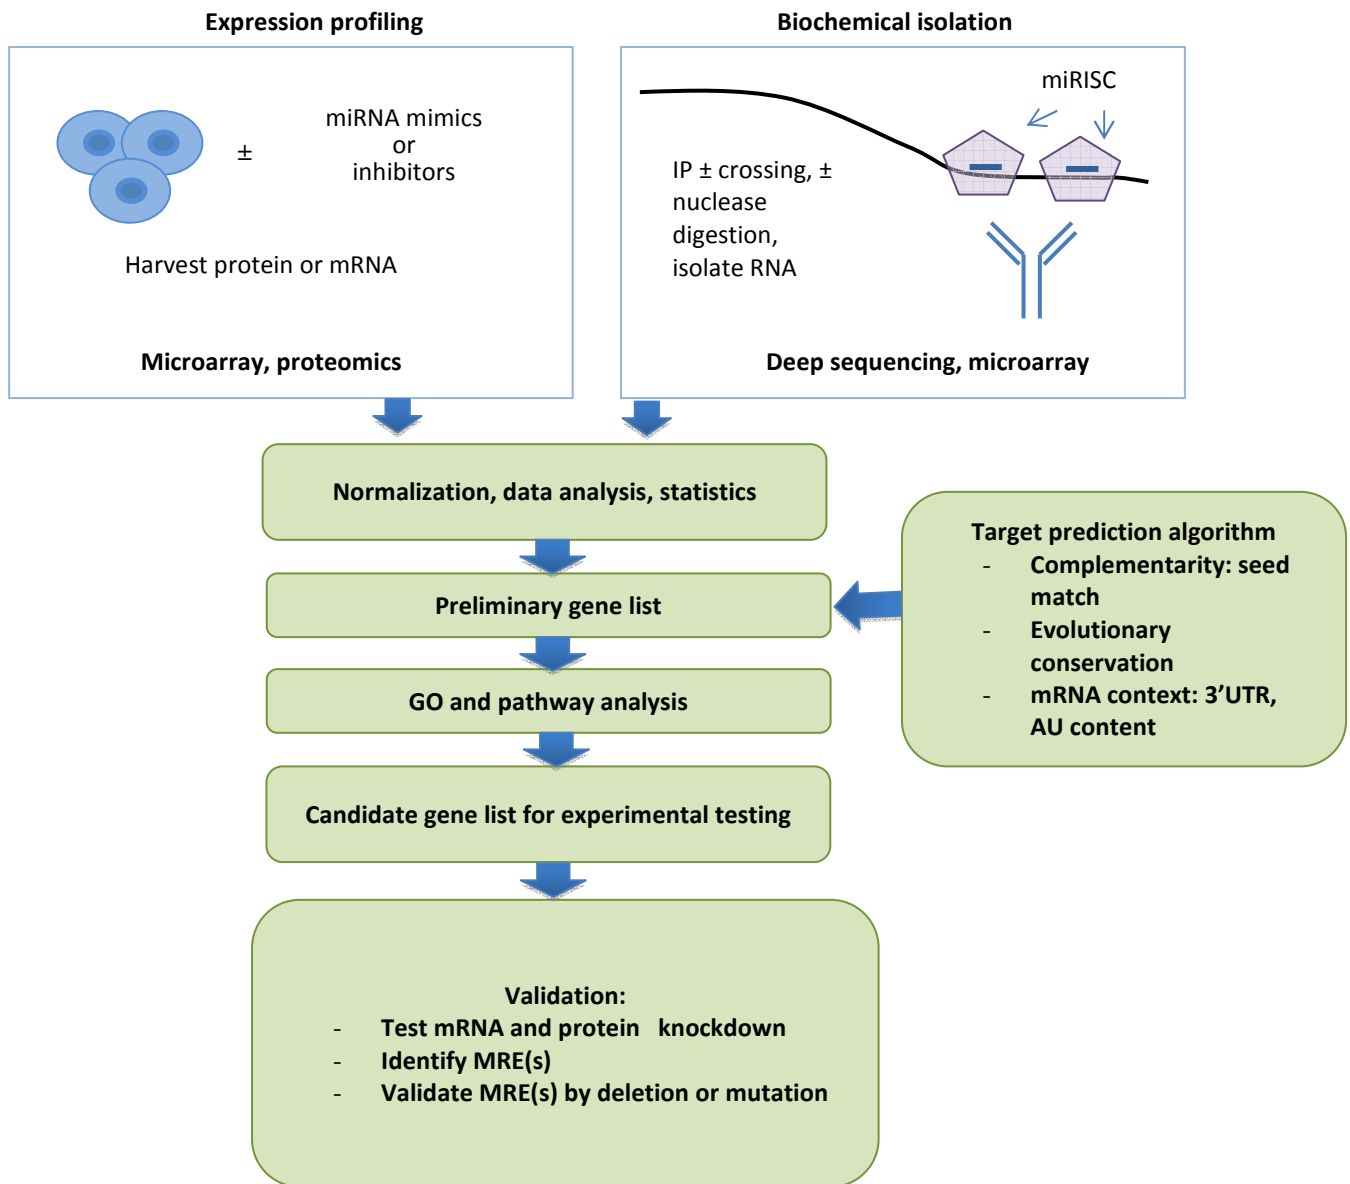 Expression profiling
miRNA mimics
or
inhibitors
±
Harvest protein or mRNA
Microarray, proteomics
Biochemical isolation
miRISC
IP ± crossing, ±
nuclease
digestion,
isolate RNA
Deep sequencing, microarray
Normalization, data analysis, statistics
Preliminary gene list
Target prediction algorithm
- Complementarity: seed
match
- Evolutionary
conservation
- mRNA context: 3’UTR,
AU content
GO and pathway analysis
Candidate gene list for experimental testing
Validation:
- Test mRNA and protein knockdown
- Identify MRE(s)
- Validate MRE(s) by deletion or mutation